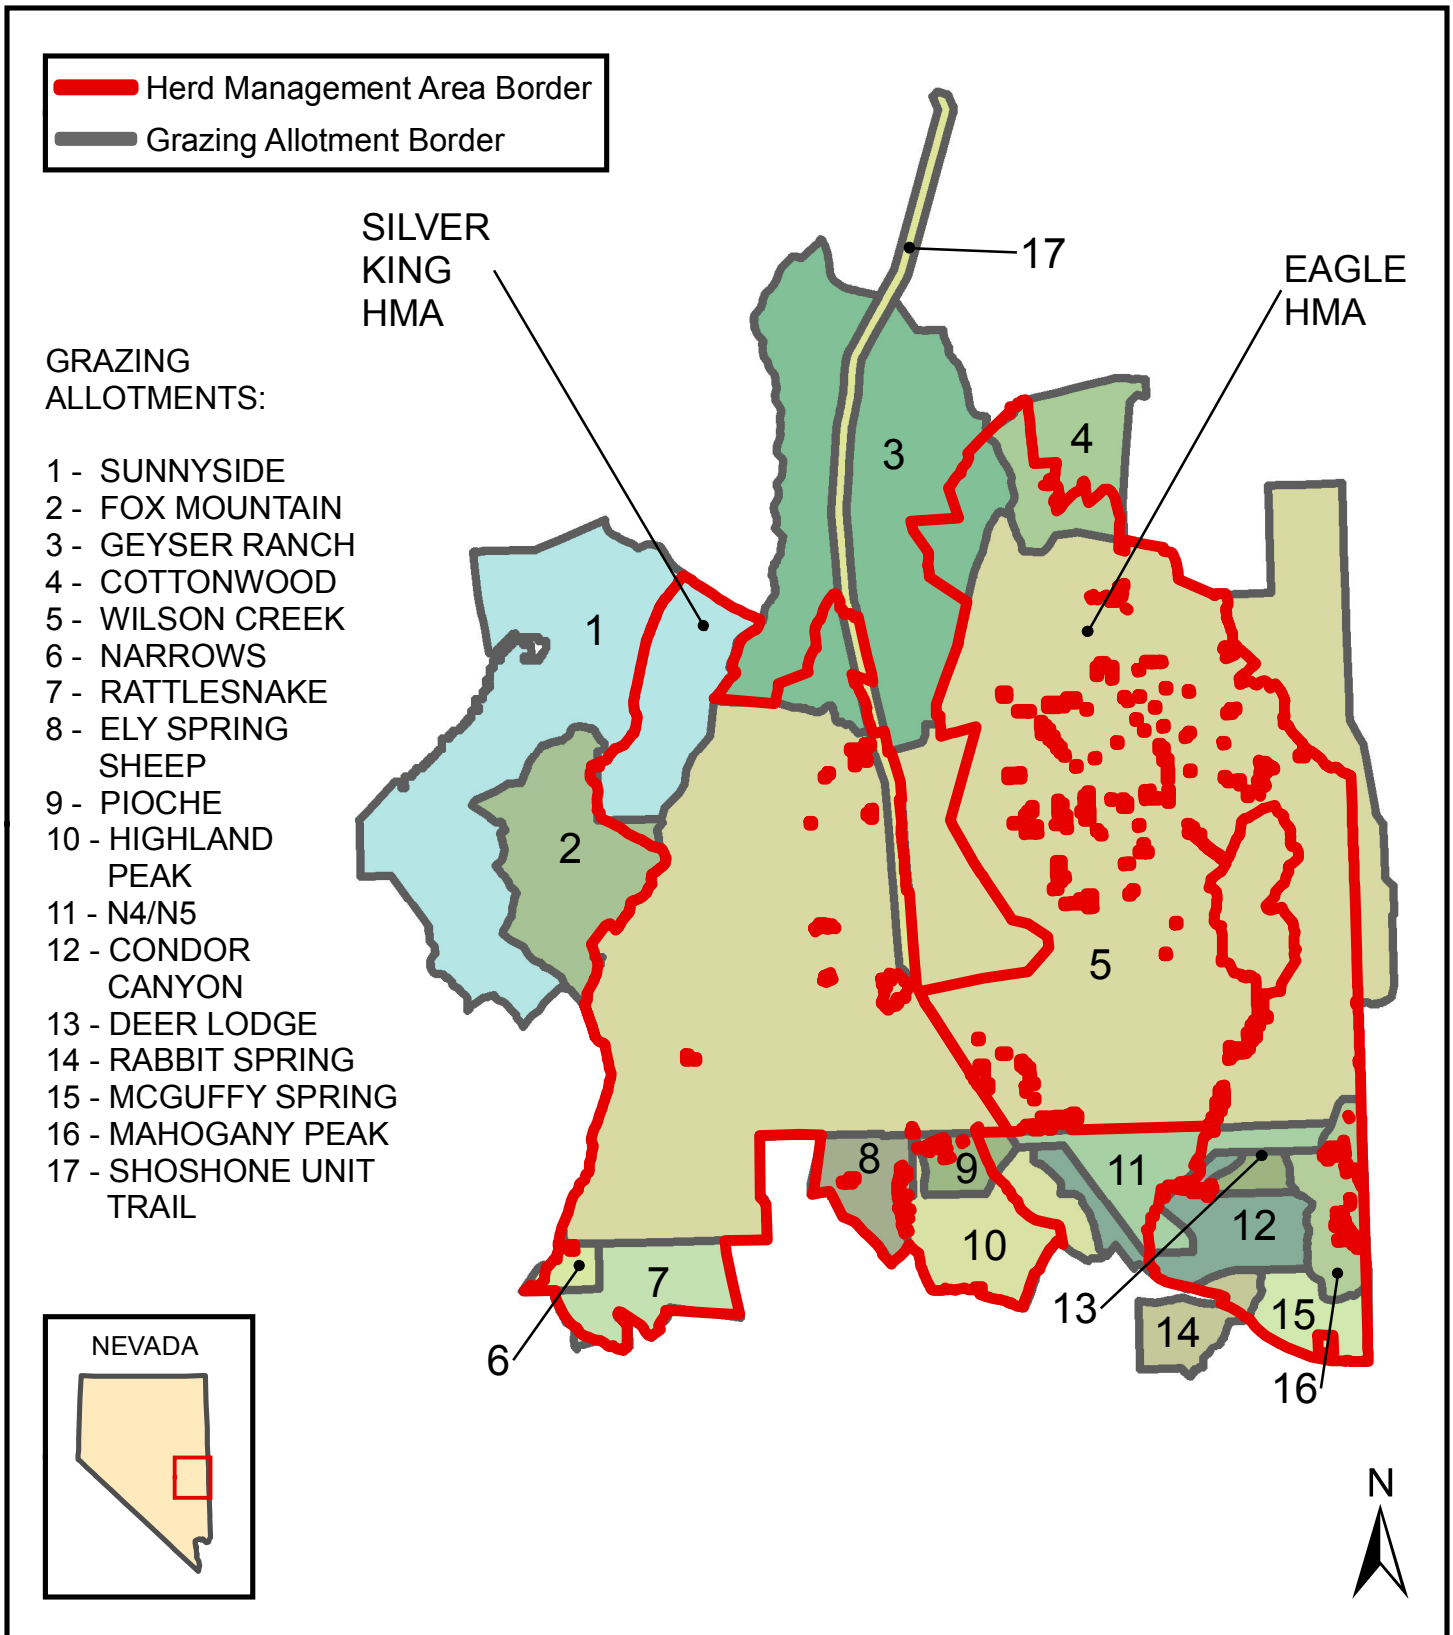 Herd Management Area Border
Grazing Allotment Border
SILVER
KING
HMA
17
EAGLE
HMA
GRAZING
ALLOTMENTS:
1 - SUNNYSIDE
2 - FOX MOUNTAIN
3 - GEYSER RANCH
4 - COTTONWOOD
5 - WILSON CREEK
6 - NARROWS
7 - RATTLESNAKE
8 - ELY SPRING
SHEEP
9 - PIOCHE
10 - HIGHLAND
PEAK
11 - N4/N5
12 - CONDOR
CANYON
13 - DEER LODGE
14 - RABBIT SPRING
15 - MCGUFFY SPRING
16 - MAHOGANY PEAK
17 - SHOSHONE UNIT
TRAIL
3
4
1
2
5
8
9
11
10
12
7
13
15
14
6
16
NEVADA
N